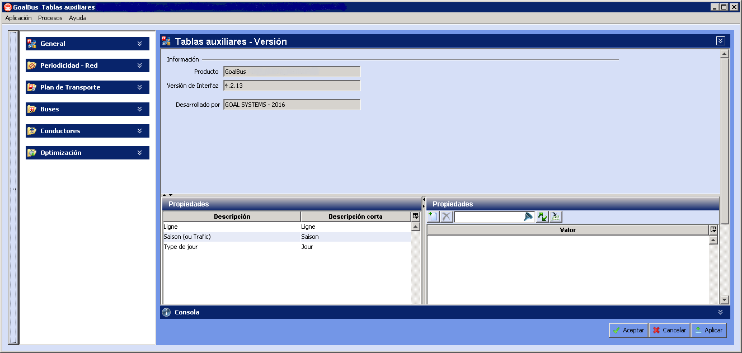 GoalBus Tablas auxiliares
Aplicación Procesos Ayuda
General
Periodicidad - Red
Plan de Transporte
Buses
Conductores
Optimización
Tablas auxiliares - Versión
Información
Producto GoalBus
Versión de Interfaz 4.2.13
Desarrollado por GOAL SYSTEMS - 2016
Propiedades
Descripción Descripción corta
Ligne Ligne
Saison (ou Trafic) Saison
Type de jour Jour
Propiedades
Valor
Consola
Aceptar Cancelar Aplicar